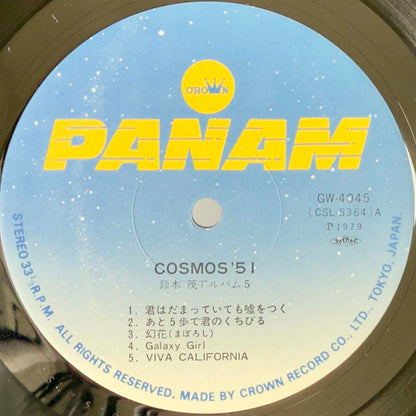 CROWN
PANAM
GW-4045
(CSL 5364) A
Ⓟ1979
JASRAC
COSMOS '51
鈴木 茂アルバム5
1. 君はだまっていても嘘をつく
2. あと5歩で君のくちびる
3. 幻花(まぼろし)
4. Galaxy Girl
5. VIVA CALIFORNIA
STEREO 33 1/3 R.P.M. ALL RIGHTS RESERVED. MADE BY CROWN RECORD CO., LTD., TOKYO, JAPAN.